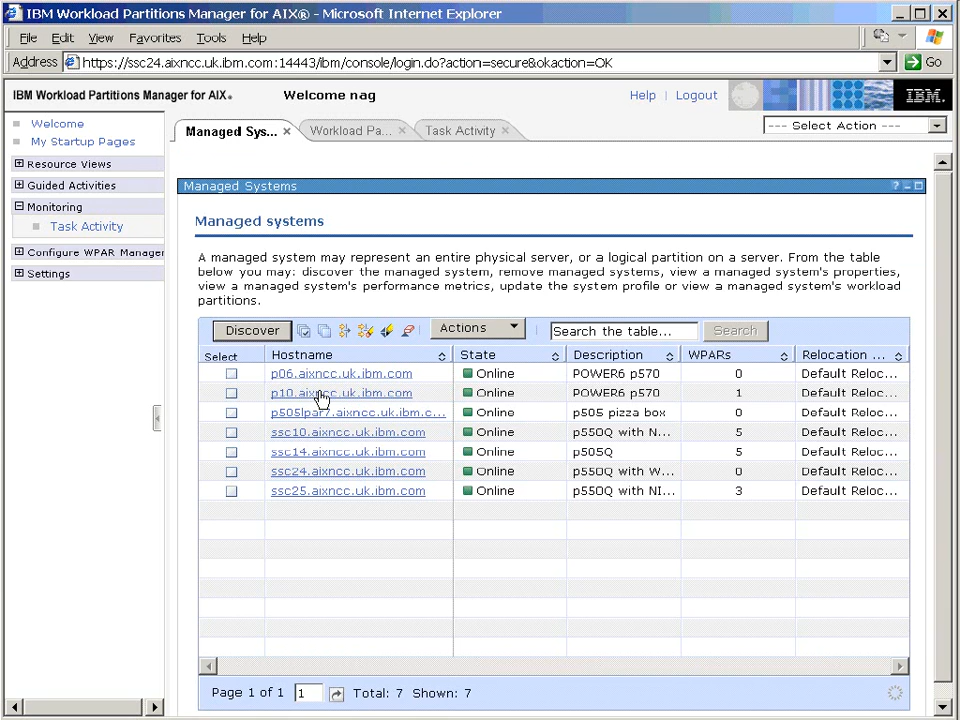 IBM Workload Partitions Manager for AIX® - Microsoft Internet Explorer
File Edit View Favorites Tools Help
Address https://ssc24.aixncc.uk.ibm.com:14443/ibm/console/login.do?action=secure&okaction=OK Go
IBM Workload Partitions Manager for AIX® Welcome nag Help | Logout IBM.
Managed Sys... Workload Pa... Task Activity --- Select Action ---
Welcome
My Startup Pages
Resource Views
Guided Activities
Monitoring
Task Activity
Configure WPAR Manager
Settings
Managed Systems
Managed systems
A managed system may represent an entire physical server, or a logical partition on a server. From the table
below you may: discover the managed system, remove managed systems, view a managed system's properties,
view a managed system's performance metrics, update the system profile or view a managed system's workload
partitions.
Discover Actions Search the table... Search
Select Hostname State Description WPARs Relocation ...
p06.aixncc.uk.ibm.com Online POWER6 p570 0 Default Reloc...
p10.aixncc.uk.ibm.com Online POWER6 p570 1 Default Reloc...
p505lpar7.aixncc.uk.ibm.c... Online p505 pizza box 0 Default Reloc...
ssc10.aixncc.uk.ibm.com Online p550Q with N... 5 Default Reloc...
ssc14.aixncc.uk.ibm.com Online p505Q 5 Default Reloc...
ssc24.aixncc.uk.ibm.com Online p550Q with W... 0 Default Reloc...
ssc25.aixncc.uk.ibm.com Online p550Q with NI... 3 Default Reloc...
Page 1 of 1 1 Total: 7 Shown: 7